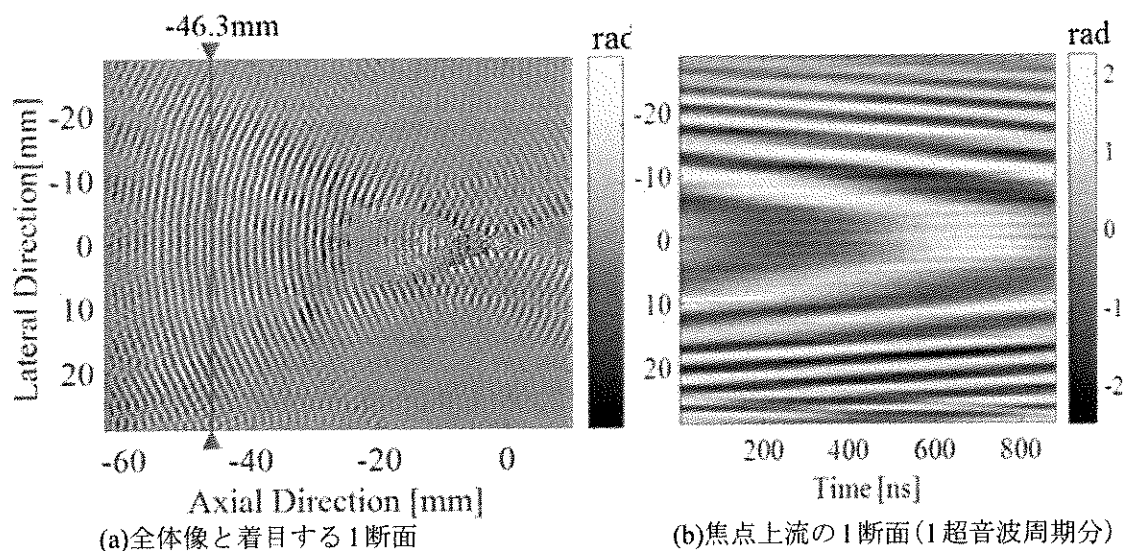 -46.3mm
rad
-20
-10
0
10
20
Lateral Direction[mm]
-60 -40 -20 0
Axial Direction [mm]
(a)全体像と着目する1断面
rad
2
1
0
-1
-2
-20
-10
0
10
20
200 400 600 800
Time [ns]
(b)焦点上流の1断面(1超音波周期分)